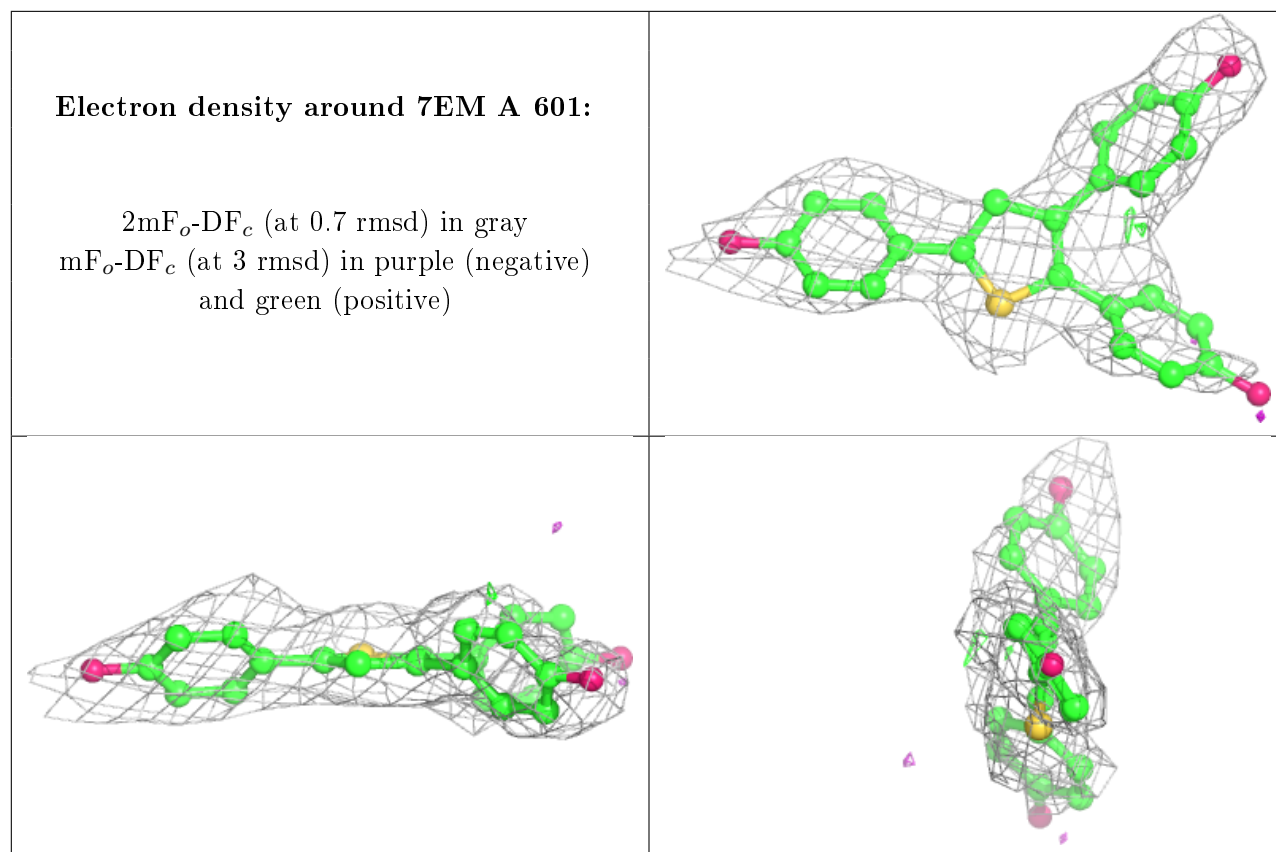 Electron density around 7EM A 601:
2mFₒ-DF𝒸 (at 0.7 rmsd) in gray
mFₒ-DF𝒸 (at 3 rmsd) in purple (negative)
and green (positive)